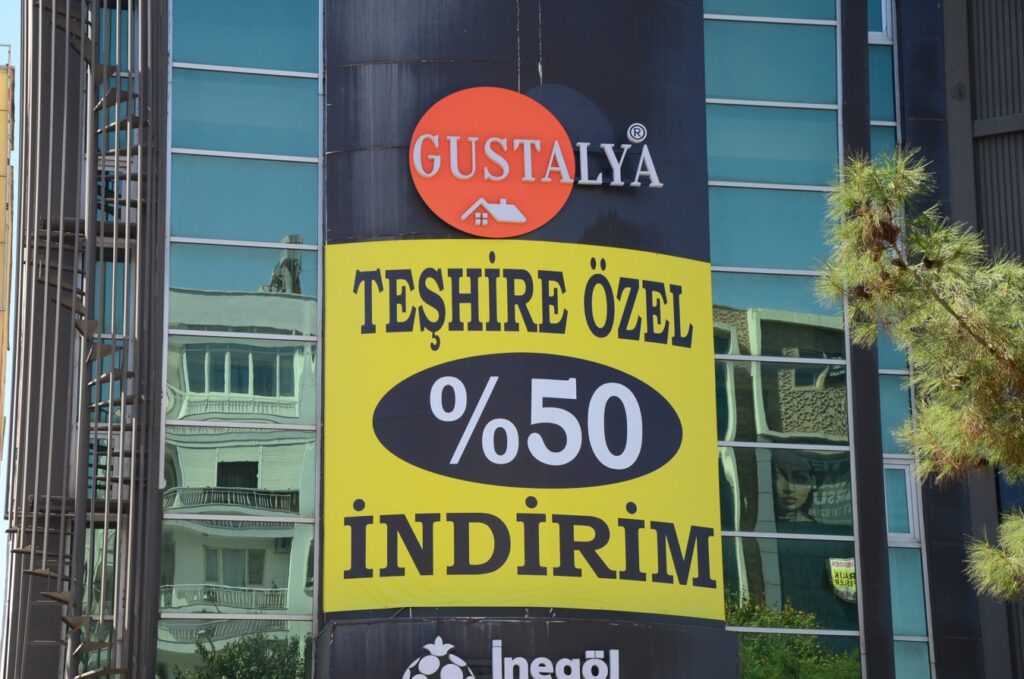 GUSTALYA®
TEŞHİRE ÖZEL
%50
İNDİRİM
İnegöl